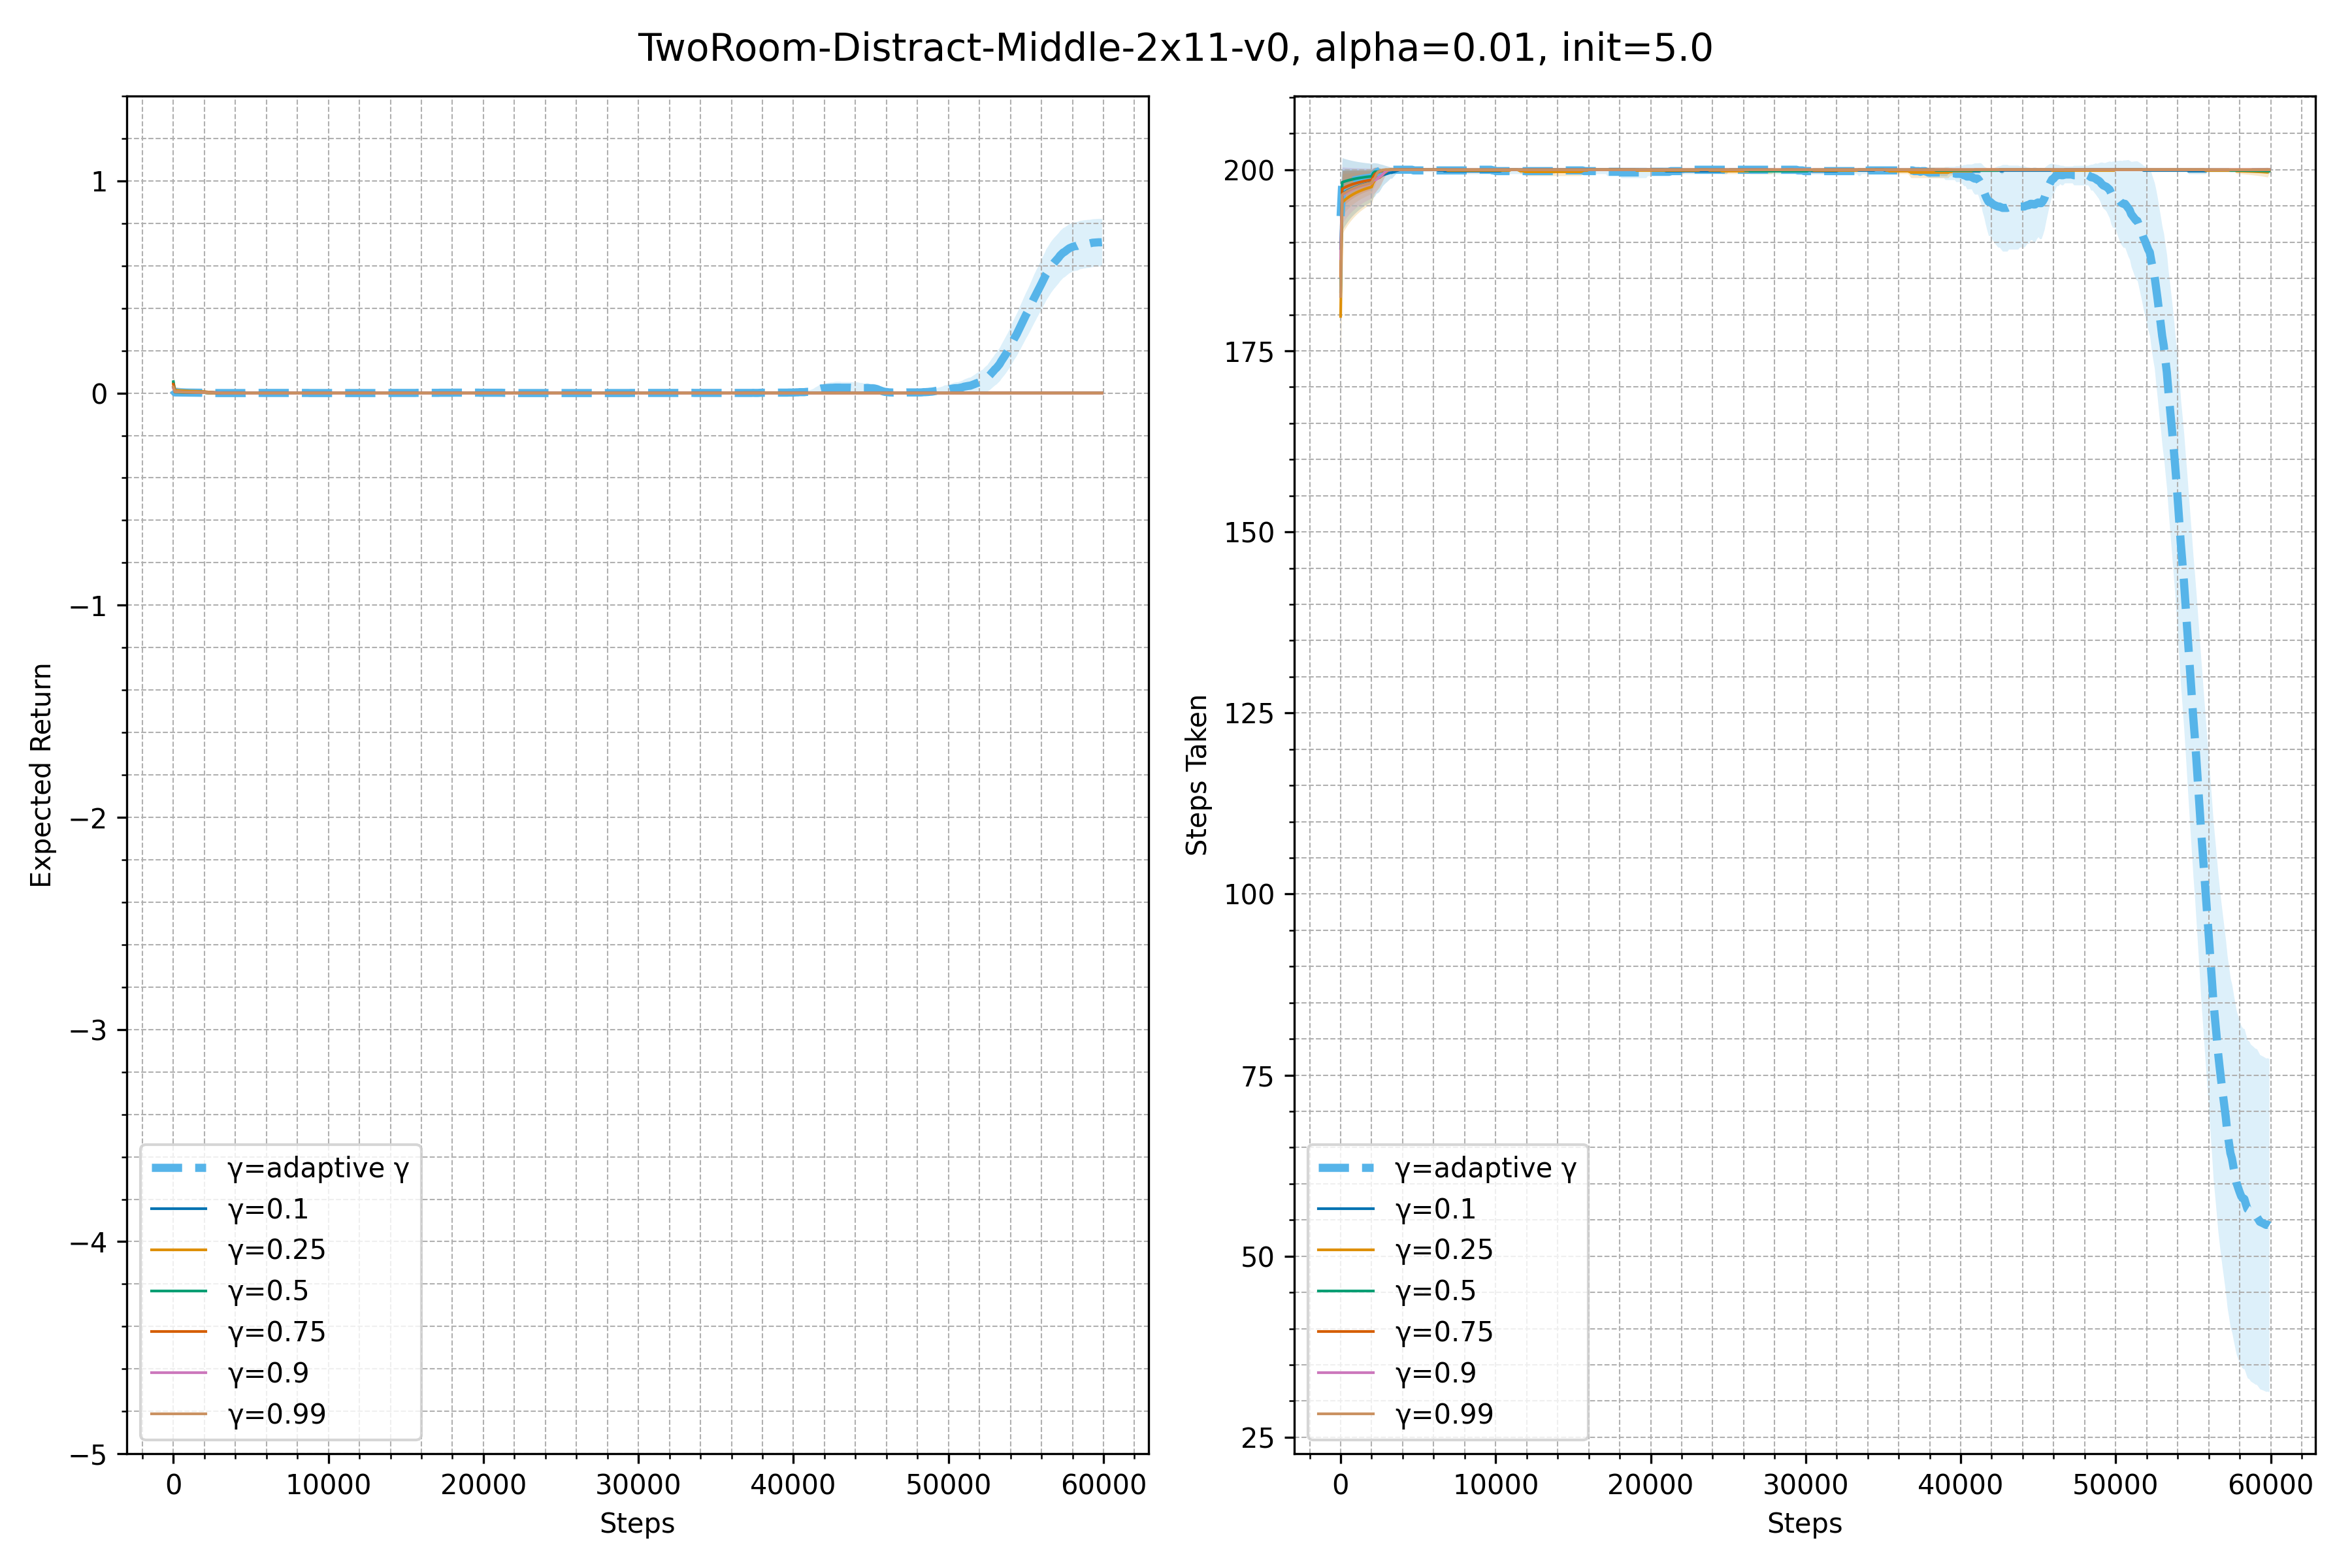 TwoRoom-Distract-Middle-2x11-v0, alpha=0.01, init=5.0
Expected Return
1
0
−1
−2
−3
−4
−5
γ=adaptive γ
γ=0.1
γ=0.25
γ=0.5
γ=0.75
γ=0.9
γ=0.99
0 10000 20000 30000 40000 50000 60000
Steps
Steps Taken
200
175
150
125
100
75
50
25
γ=adaptive γ
γ=0.1
γ=0.25
γ=0.5
γ=0.75
γ=0.9
γ=0.99
0 10000 20000 30000 40000 50000 60000
Steps